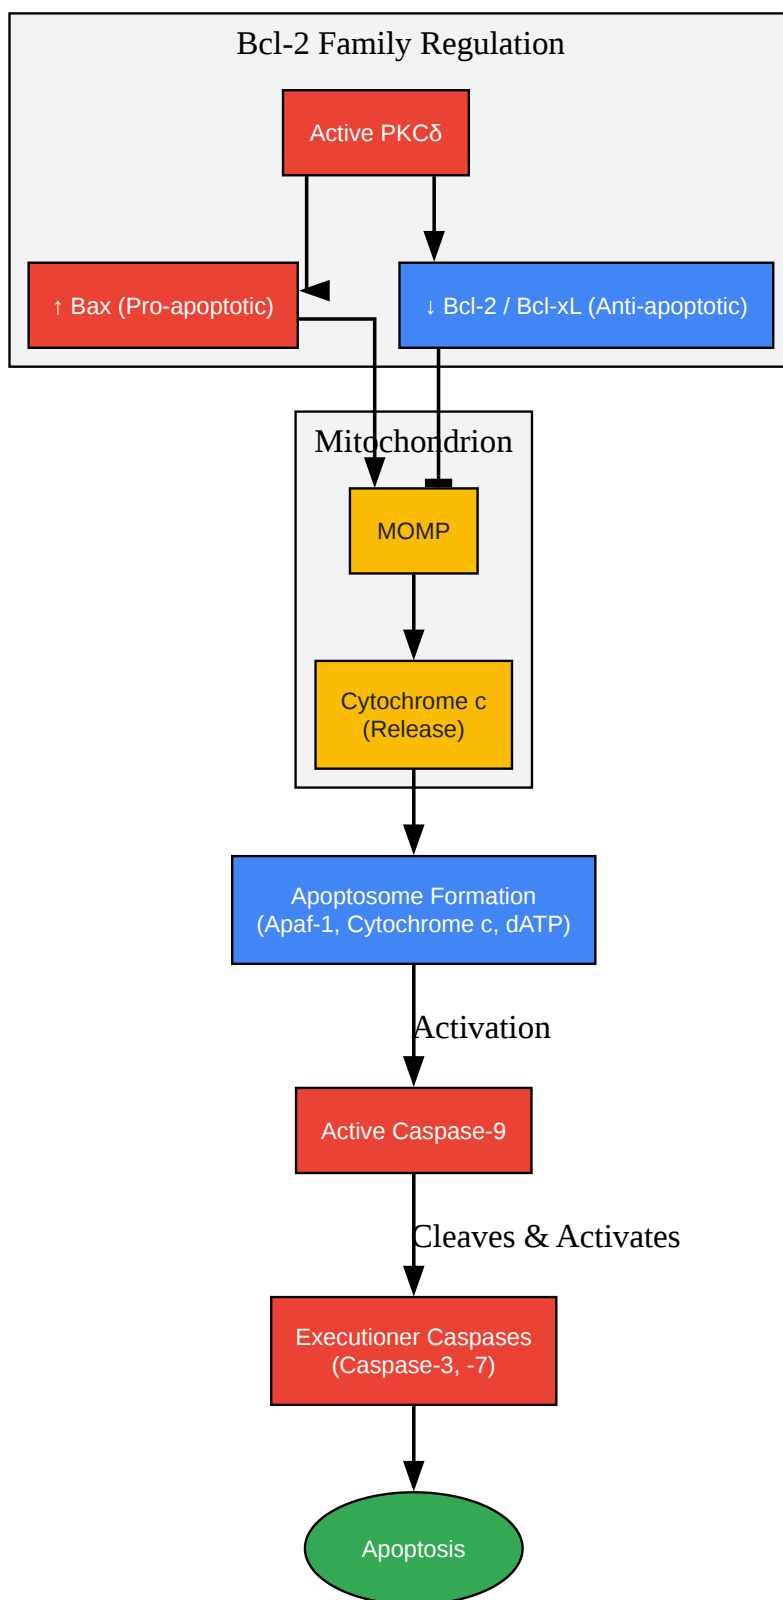 Bcl-2 Family Regulation
Active PKCδ
↑ Bax (Pro-apoptotic)
↓ Bcl-2 / Bcl-xL (Anti-apoptotic)
Mitochondrion
MOMP
Cytochrome c
(Release)
Apoptosome Formation
(Apaf-1, Cytochrome c, dATP)
Activation
Active Caspase-9
Cleaves & Activates
Executioner Caspases
(Caspase-3, -7)
Apoptosis